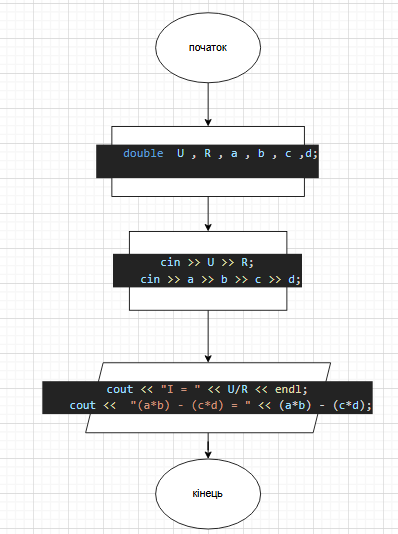 початок
double U , R , a , b , c ,d;
cin >> U >> R;
cin >> a >> b >> c >> d;
cout << "I = " << U/R << endl;
cout << "(a*b) - (c*d) = " << (a*b) - (c*d);
кінець